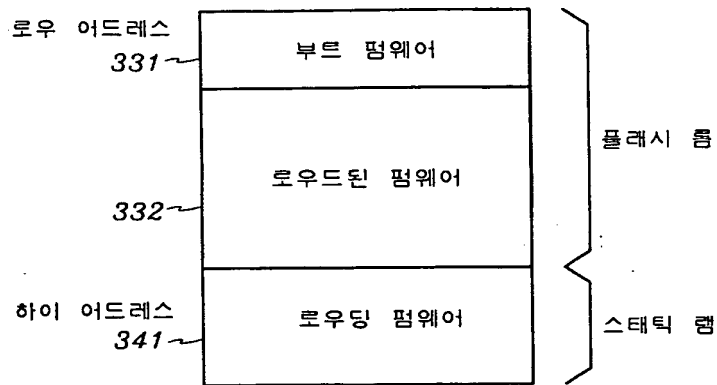 로우 어드레스
331
부트 펌웨어
플래시 롬
로우드된 펌웨어
332
하이 어드레스
341
로우딩 펌웨어
스태틱 램